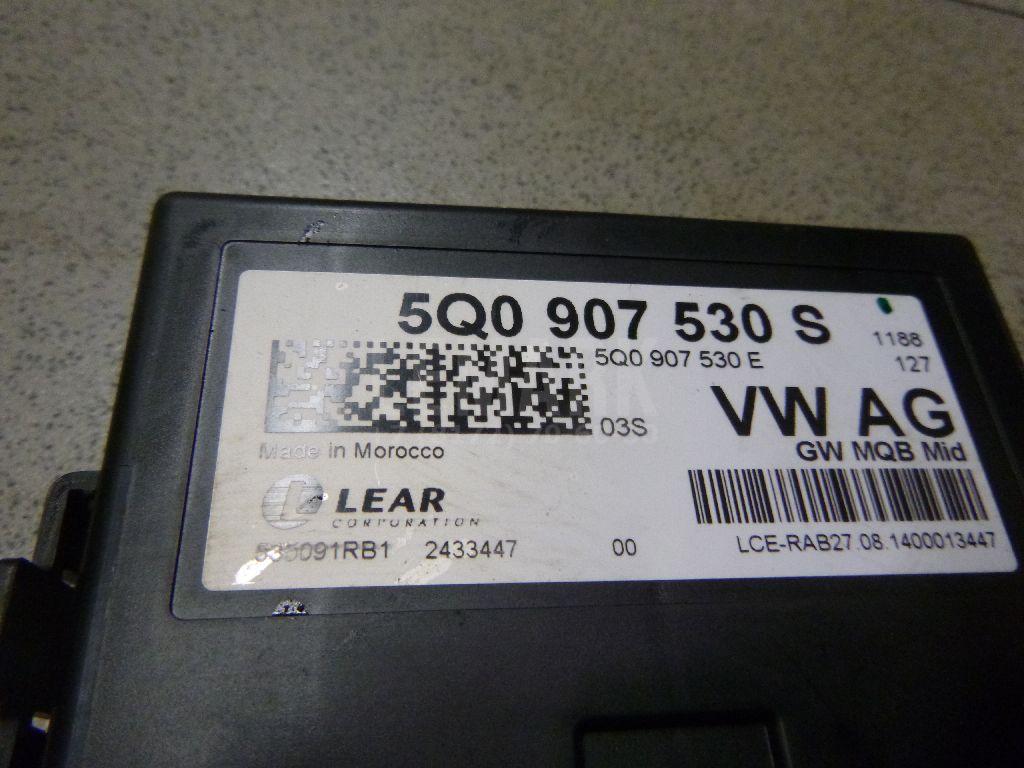 5Q0 907 530 S
1188
5Q0 907 530 E
127
VW AG
03S
GW MQB Mid
Made in Morocco
LEAR
CORPORATION
2433447
00
LCE-RAB27.08.1400013447